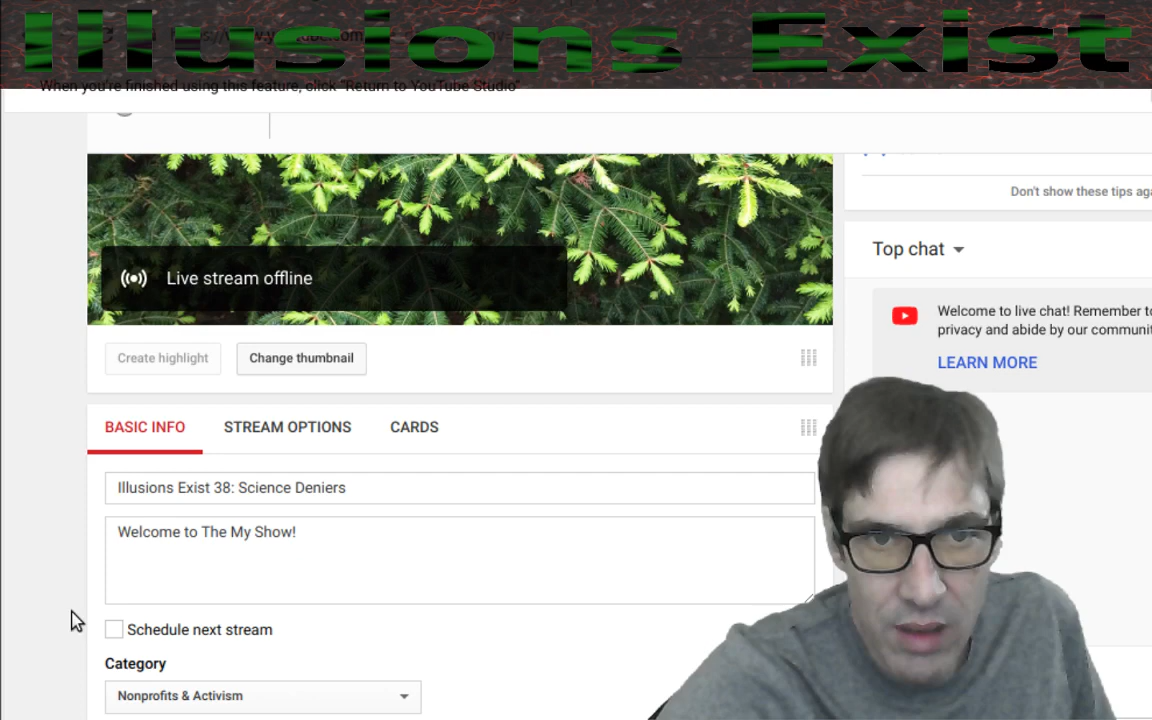 Illusions Exist
When you're finished using this feature, click "Return to YouTube Studio"
Don't show these tips aga
Live stream offline
Top chat
Welcome to live chat! Remember to
privacy and abide by our communit
LEARN MORE
Create highlight
Change thumbnail
BASIC INFO
STREAM OPTIONS
CARDS
Illusions Exist 38: Science Deniers
Welcome to The My Show!
Schedule next stream
Category
Nonprofits & Activism